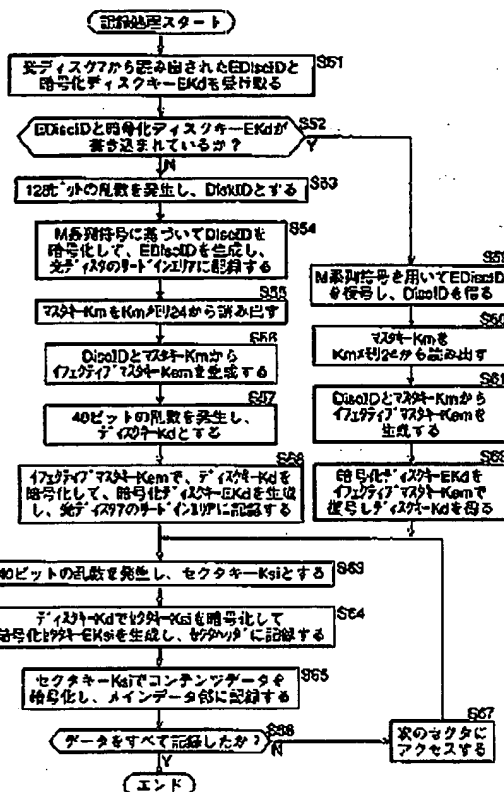 記録処理スタート
光ディスク7から読み出されたEDiscIDと
暗号化ディスクキーEKdを受け取る
S51
EDiscIDと暗号化ディスクキーEKdが
書き込まれているか?
S52
Y
N
128ビットの乱数を発生し、DiskIDとする
S53
M系列符号に基づいてDiscIDを
暗号化して、EDiscIDを生成し、
光ディスクのリードインエリアに記録する
S54
マスタキーKmをKmメモリ24から読み出す
S55
DiscIDとマスタキーKmから
イフェクティブマスタキーKemを生成する
S56
40ビットの乱数を発生し、
ディスクキーKdとする
S57
イフェクティブマスタキーKemで、ディスクキーKdを
暗号化して、暗号化ディスクキーEKdを生成
し、光ディスク7のリードインエリアに記録する
S58
M系列符号を用いてEDiscID
を復号し、DiscIDを得る
マスタキーKmを
Kmメモリ24から読み出す
DiscIDとマスタキーKmから
イフェクティブマスタキーKemを
生成する
暗号化ディスクキーEKdを
イフェクティブマスタキーKemで
復号しディスクキーKdを得る
40ビットの乱数を発生し、セクタキーKsiとする
S63
ディスクキーKdでセクタキーKsiを暗号化して
暗号化セクタキーEKsiを生成し、セクタヘッダに記録する
S64
セクタキーKsiでコンテンツデータを
暗号化し、メインデータ部に記録する
S65
データをすべて記録したか?
S66
N
Y
次のセクタに
アクセスする
S67
エンド